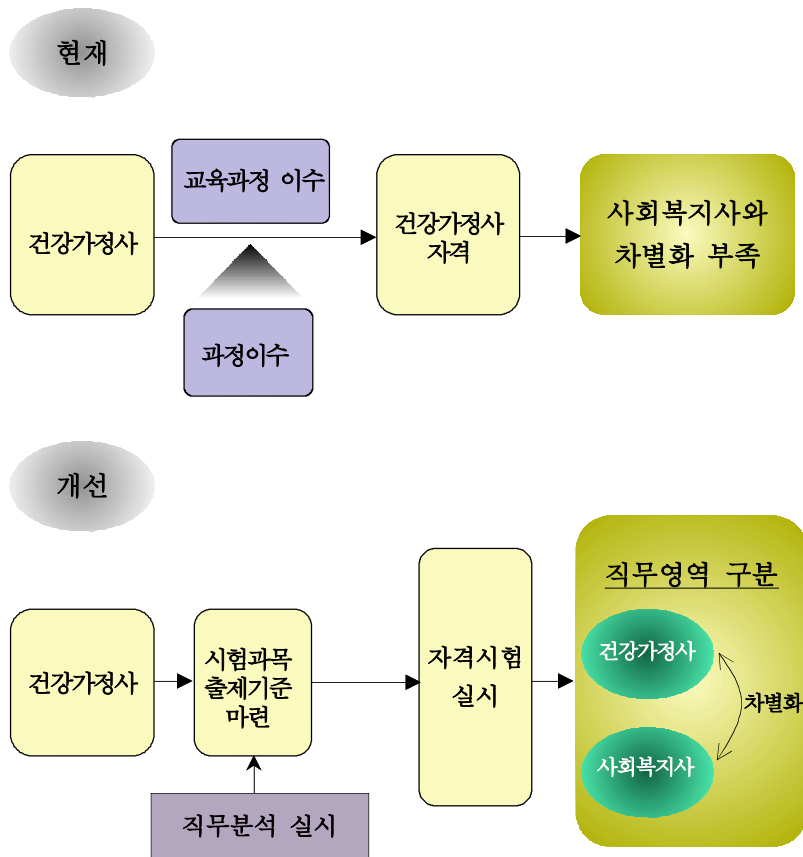 현재
교육과정 이수
건강가정사
건강가정사
자격
사회복지사와
차별화 부족
과정이수
개선
건강가정사
시험과목
출제기준
마련
자격시험
실시
직무영역 구분
건강가정사
차별화
사회복지사
직무분석 실시